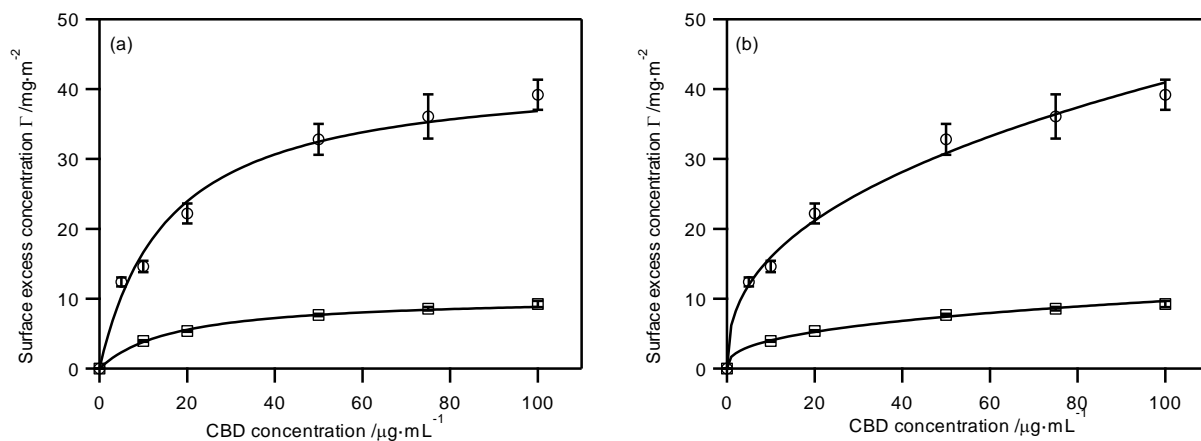 (a)
Surface excess concentration Γ /mg·m⁻²
50
40
30
20
10
0
0 20 40 60 80 100
CBD concentration /µg·mL⁻¹
(b)
Surface excess concentration Γ /mg·m⁻²
50
40
30
20
10
0
0 20 40 60 80 100
CBD concentration /µg·mL⁻¹